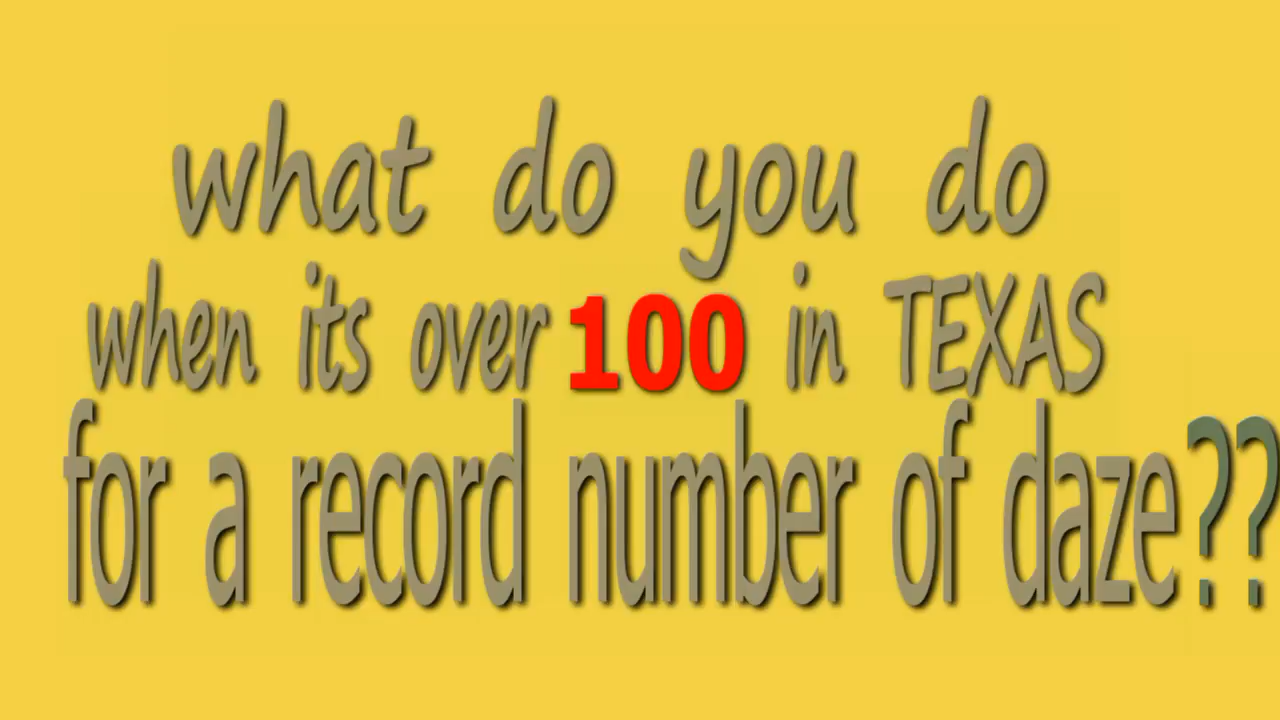 what do you do
when its over 100 in TEXAS
for a record number of daze??